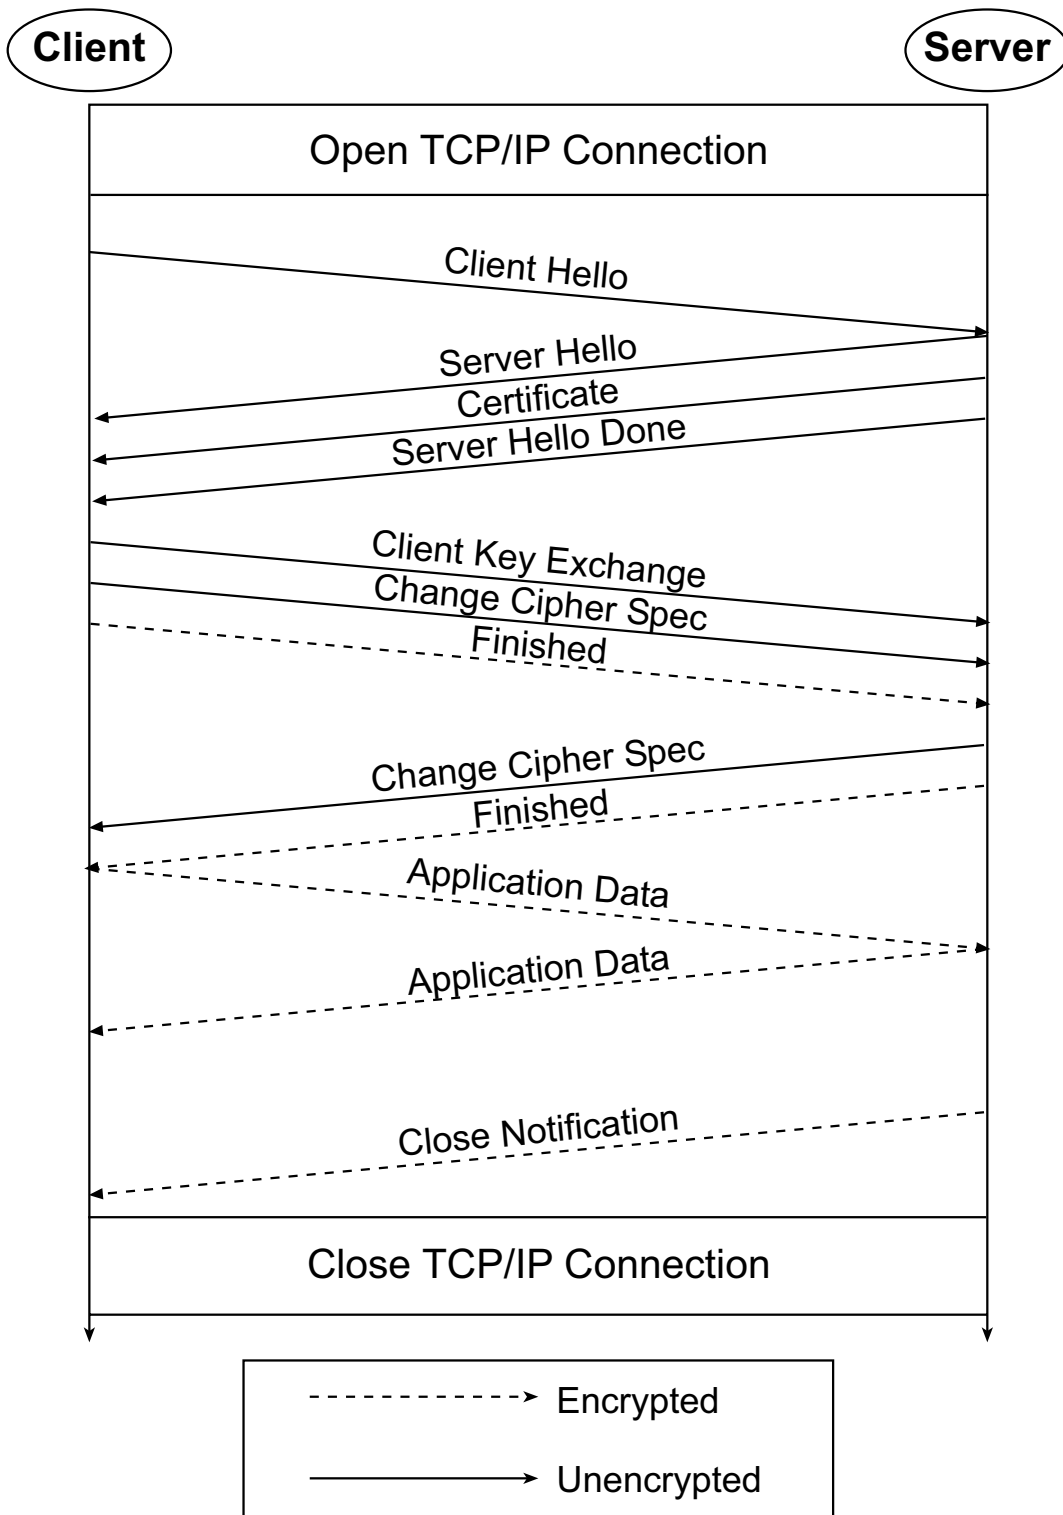 Client
Server
Open TCP/IP Connection
Client Hello
Server Hello
Certificate
Server Hello Done
Client Key Exchange
Change Cipher Spec
Finished
Change Cipher Spec
Finished
Application Data
Application Data
Close Notification
Close TCP/IP Connection
Encrypted
Unencrypted